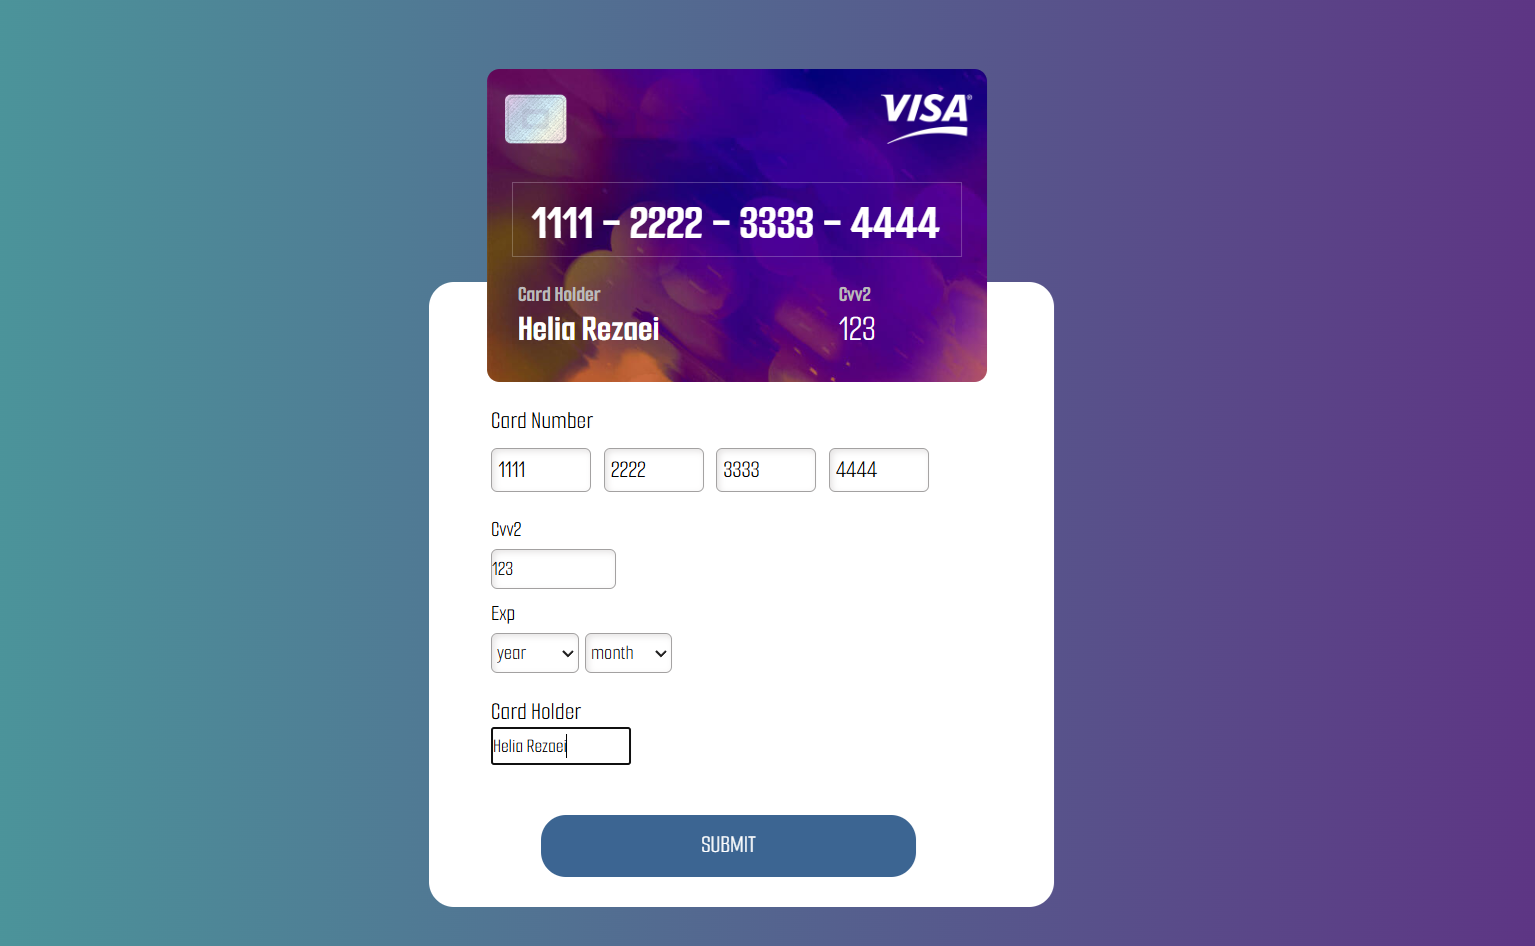 VISA
1111 - 2222 - 3333 - 4444
Card Holder Cvv2
Helia Rezaei 123
Card Number
1111 2222 3333 4444
Cvv2
123
Exp
year month
Card Holder
Helia Rezaei
SUBMIT